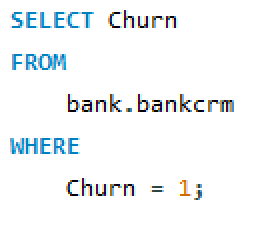 SELECT Churn
FROM
bank.bankcrm
WHERE
Churn = 1;